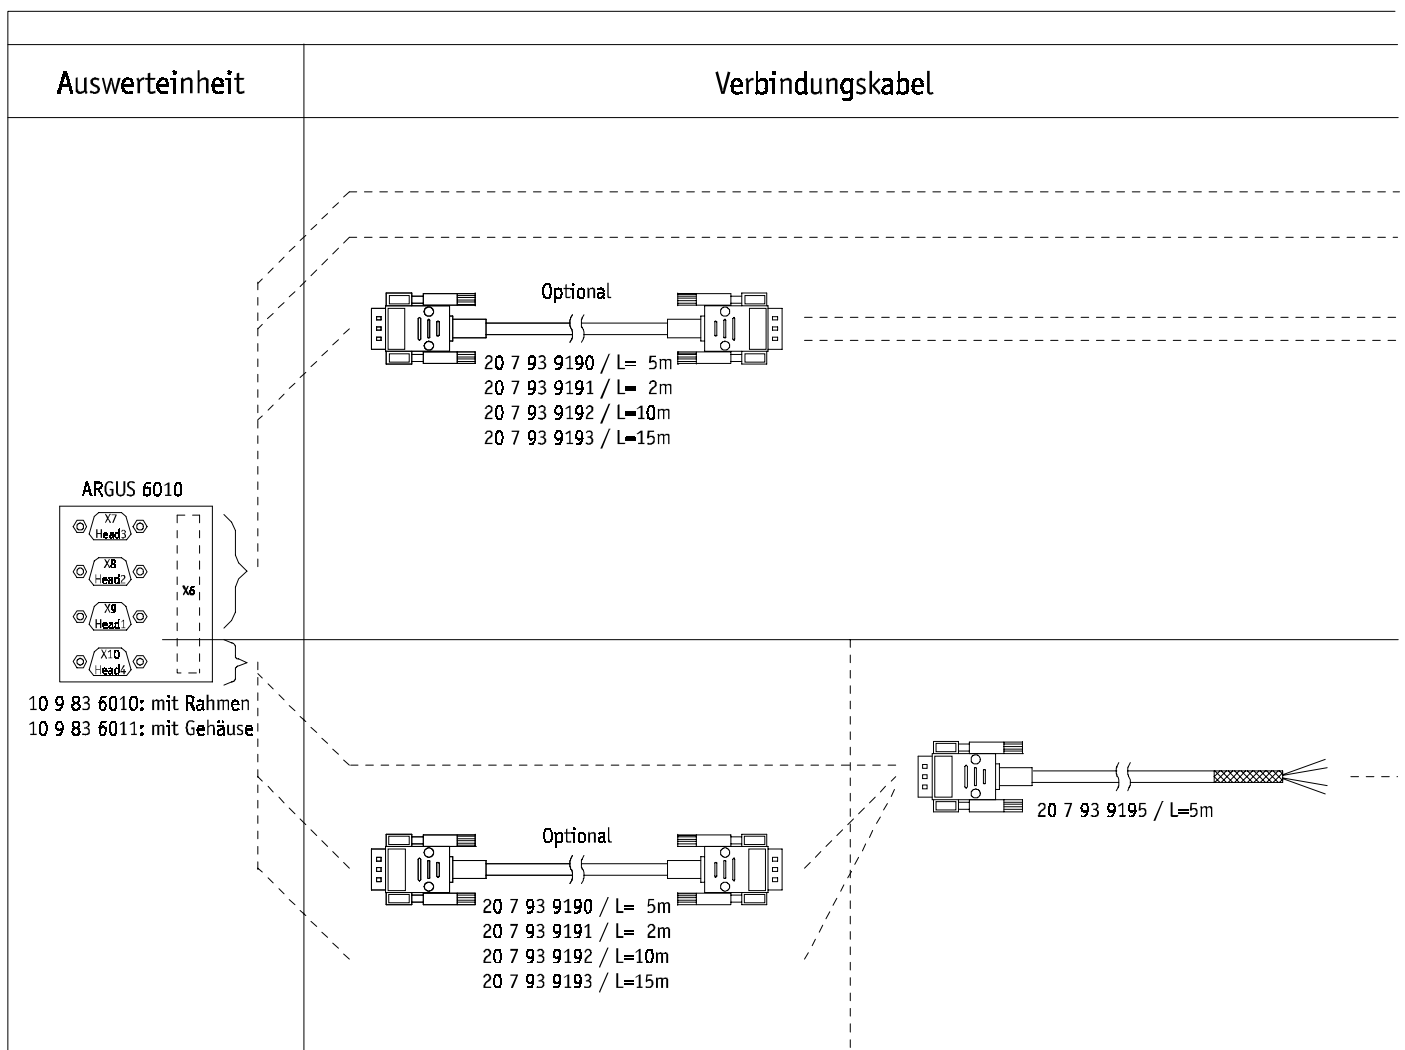 Auswerteinheit
Verbindungskabel
Optional
20 7 93 9190 / L= 5m
20 7 93 9191 / L= 2m
20 7 93 9192 / L=10m
20 7 93 9193 / L=15m
ARGUS 6010
X7
Head3
X8
Head2
X6
X9
Head1
X10
Head4
10 9 83 6010: mit Rahmen
10 9 83 6011: mit Gehäuse
20 7 93 9195 / L=5m
Optional
20 7 93 9190 / L= 5m
20 7 93 9191 / L= 2m
20 7 93 9192 / L=10m
20 7 93 9193 / L=15m